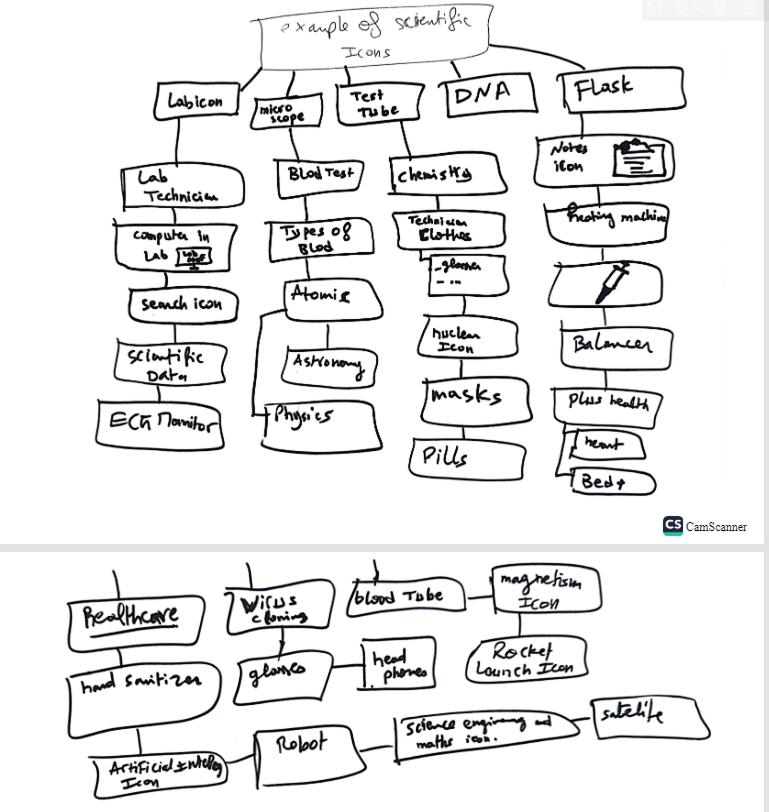 example of scientific
Icons
Lab icon
micro
scope
Test
Tube
DNA
Flask
Lab
Technician
Blod Test
chemistry
Notes
icon
computer in
Lab
Types of
Blod
Technician
Clothes
Heating machine
search icon
Atomic
-glasses
- ...
scientific
Data
Astronomy
nuclear
Icon
Balancer
ECG Monitor
Physics
masks
Plus health
heart
Pills
Bed+
CS CamScanner
Healthcare
Virus
cloning
blood Tube
magnetism
Icon
hand sanitizer
glasses
head
phones
Rocket
Launch Icon
Artificial
Icon
Robot
science and
maths icon.
satelite